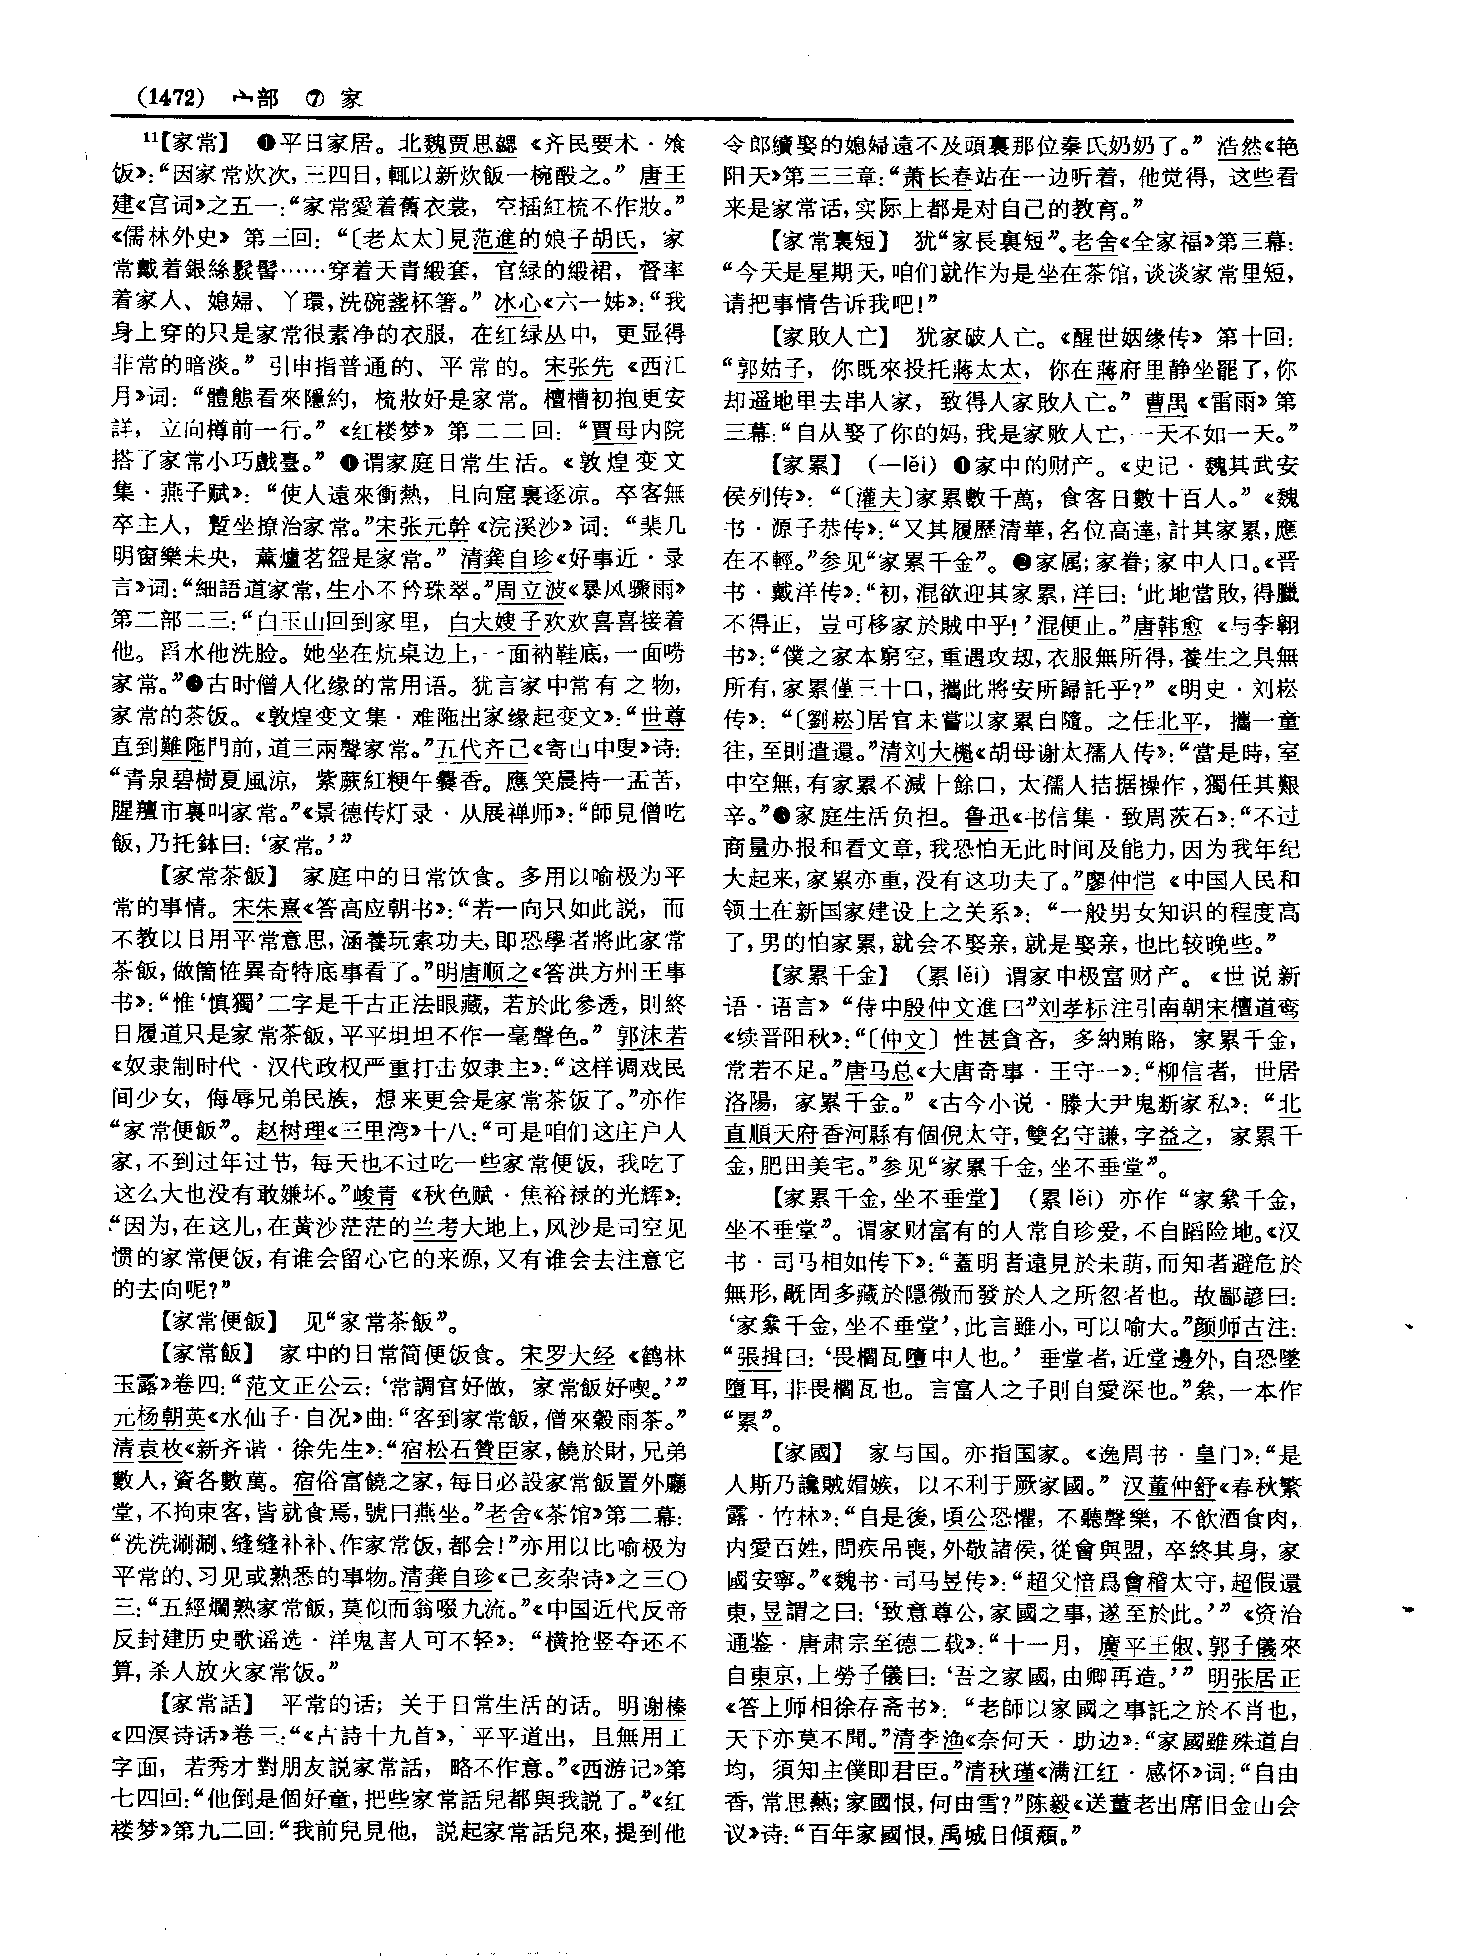 (1472) 宀部 ⑦ 家
11【家常】 ❶平日家居。北魏贾思勰《齐民要术·飧
饭》:“因家常炊次,三四日,輒以新炊飯一椀酘之。”唐王
建《宫词》之五一:“家常愛着舊衣裳,空插紅梳不作妝。”
《儒林外史》第三回:“〔老太太〕見范進的娘子胡氏,家
常戴着銀絲䯼髻……穿着天青緞套,官绿的緞裙,督率
着家人、媳婦、丫環,洗碗盞杯箸。”冰心《六一姊》:“我
身上穿的只是家常很素净的衣服,在红绿丛中,更显得
非常的暗淡。”引申指普通的、平常的。宋张先《西江
月》词:“體態看來隱約,梳妝好是家常。檀槽初抱更安
詳,立向樽前一行。”《红楼梦》第二二回:“賈母内院
搭了家常小巧戲臺。”❷谓家庭日常生活。《敦煌变文
集·燕子赋》:“使人遠來衝熱,且向窟裏逐凉。卒客無
卒主人,蹔坐撩治家常。”宋张元幹《浣溪沙》词:“棐几
明窗樂未央,薰爐茗盌是家常。”清龚自珍《好事近·录
言》词:“細語道家常,生小不矜珠翠。”周立波《暴风骤雨》
第二部二三:“白玉山回到家里,白大嫂子欢欢喜喜接着
他。舀水他洗脸。她坐在炕桌边上,一面衲鞋底,一面唠
家常。”❸古时僧人化缘的常用语。犹言家中常有之物,
家常的茶饭。《敦煌变文集·难陁出家缘起变文》:“世尊
直到難陁門前,道三兩聲家常。”五代齐己《寄山中叟》诗:
“青泉碧樹夏風涼,紫蕨紅粳午爨香。應笑晨持一盂苦,
腥羶市裏叫家常。”《景德传灯录·从展禅师》:“師見僧吃
飯,乃托鉢曰:‘家常。’”
【家常茶飯】 家庭中的日常饮食。多用以喻极为平
常的事情。宋朱熹《答高应朝书》:“若一向只如此説,而
不教以日用平常意思,涵養玩索功夫,即恐學者將此家常
茶飯,做箇怪異奇特底事看了。”明唐顺之《答洪方州王事
书》:“惟‘慎獨’二字是千古正法眼藏,若於此參透,則終
日履道只是家常茶飯,平平坦坦不作一毫聲色。”郭沫若
《奴隶制时代·汉代政权严重打击奴隶主》:“这样调戏民
间少女,侮辱兄弟民族,想来更会是家常茶饭了。”亦作
“家常便飯”。赵树理《三里湾》十八:“可是咱们这庄户人
家,不到过年过节,每天也不过吃一些家常便饭,我吃了
这么大也没有敢嫌坏。”峻青《秋色赋·焦裕禄的光辉》:
“因为,在这儿,在黄沙茫茫的兰考大地上,风沙是司空见
惯的家常便饭,有谁会留心它的来源,又有谁会去注意它
的去向呢?”
【家常便飯】 见“家常茶飯”。
【家常飯】 家中的日常简便饭食。宋罗大经《鹤林
玉露》卷四:“范文正公云:‘常調官好做,家常飯好喫。’”
元杨朝英《水仙子·自况》曲:“客到家常飯,僧來穀雨茶。”
清袁枚《新齐谐·徐先生》:“宿松石贊臣家,饒於財,兄弟
數人,資各數萬。宿俗富饒之家,每日必設家常飯置外廳
堂,不拘束客,皆就食焉,號曰燕坐。”老舍《茶馆》第二幕:
“洗洗涮涮、缝缝补补、作家常饭,都会!”亦用以比喻极为
平常的、习见或熟悉的事物。清龚自珍《己亥杂诗》之三〇
三:“五經爛熟家常飯,莫似而翁啜九流。”《中国近代反帝
反封建历史歌谣选·洋鬼害人可不轻》:“横抢竖夺还不
算,杀人放火家常饭。”
【家常話】 平常的话;关于日常生活的话。明谢榛
《四溟诗话》卷三:“《古詩十九首》,平平道出,且無用工
字面,若秀才對朋友説家常話,略不作意。”《西游记》第
七四回:“他倒是個好童,把些家常話兒都與我説了。”《红
楼梦》第九二回:“我前兒見他,説起家常話兒來,提到他
令郎續娶的媳婦遠不及頭裏那位秦氏奶奶了。”浩然《艳
阳天》第三三章:“萧长春站在一边听着,他觉得,这些看
来是家常话,实际上都是对自己的教育。”
【家常裏短】 犹“家長裏短”。老舍《全家福》第三幕:
“今天是星期天,咱们就作为是坐在茶馆,谈谈家常里短,
请把事情告诉我吧!”
【家敗人亡】 犹家破人亡。《醒世姻缘传》第十回:
“郭姑子,你既來投托蔣太太,你在蔣府里静坐罷了,你
却遥地里去串人家,致得人家敗人亡。”曹禺《雷雨》第
三幕:“自从娶了你的妈,我是家败人亡,一天不如一天。”
【家累】 (—lěi) ❶家中的财产。《史记·魏其武安
侯列传》:“〔灌夫〕家累數千萬,食客日數十百人。”《魏
书·源子恭传》:“又其履歷清華,名位高達,計其家累,應
在不輕。”参见“家累千金”。❷家属;家眷;家中人口。《晋
书·戴洋传》:“初,混欲迎其家累,洋曰:‘此地當敗,得臘
不得正,豈可移家於賊中乎!’混便止。”唐韩愈《与李翱
书》:“僕之家本窮空,重遇攻刼,衣服無所得,養生之具無
所有,家累僅三十口,攜此將安所歸託乎?”《明史·刘崧
传》:“〔劉崧〕居官未嘗以家累自隨。之任北平,攜一童
往,至則遣還。”清刘大櫆《胡母谢太孺人传》:“當是時,室
中空無,有家累不減十餘口,太孺人拮据操作,獨任其艱
辛。”❸家庭生活负担。鲁迅《书信集·致周茨石》:“不过
商量办报和看文章,我恐怕无此时间及能力,因为我年纪
大起来,家累亦重,没有这功夫了。”廖仲恺《中国人民和
领土在新国家建设上之关系》:“一般男女知识的程度高
了,男的怕家累,就会不娶亲,就是娶亲,也比较晚些。”
【家累千金】 (累lěi) 谓家中极富财产。《世说新
语·语言》“侍中殷仲文進曰”刘孝标注引南朝宋檀道鸾
《续晋阳秋》:“〔仲文〕性甚貪吝,多納賄賂,家累千金,
常若不足。”唐马总《大唐奇事·王守一》:“柳信者,世居
洛陽,家累千金。”《古今小说·滕大尹鬼断家私》:“北
直順天府香河縣有個倪太守,雙名守謙,字益之,家累千
金,肥田美宅。”参见“家累千金,坐不垂堂”。
【家累千金,坐不垂堂】 (累lěi) 亦作“家絫千金,
坐不垂堂”。谓家财富有的人常自珍爱,不自蹈险地。《汉
书·司马相如传下》:“蓋明者遠見於未萌,而知者避危於
無形,旤固多藏於隱微而發於人之所忽者也。故鄙諺曰:
‘家絫千金,坐不垂堂’,此言雖小,可以喻大。”颜师古注:
“張揖曰:‘畏櫩瓦墮中人也。’垂堂者,近堂邊外,自恐墜
墮耳,非畏櫩瓦也。言富人之子則自愛深也。”絫,一本作
“累”。
【家國】 家与国。亦指国家。《逸周书·皇门》:“是
人斯乃讒賊媢嫉,以不利于厥家國。”汉董仲舒《春秋繁
露·竹林》:“自是後,頃公恐懼,不聽聲樂,不飲酒食肉,
内愛百姓,問疾吊喪,外敬諸侯,從會與盟,卒終其身,家
國安寧。”《魏书·司马昱传》:“超父愔爲會稽太守,超假還
東,昱謂之曰:‘致意尊公,家國之事,遂至於此。’”《资治
通鉴·唐肃宗至德二载》:“十一月,廣平王俶、郭子儀來
自東京,上勞子儀曰:‘吾之家國,由卿再造。’”明张居正
《答上师相徐存斋书》:“老師以家國之事託之於不肖也,
天下亦莫不聞。”清李渔《奈何天·助边》:“家國雖殊道自
均,須知主僕即君臣。”清秋瑾《满江红·感怀》词:“自由
香,常思爇;家國恨,何由雪?”陈毅《送董老出席旧金山会
议》诗:“百年家國恨,禹城日傾頹。”